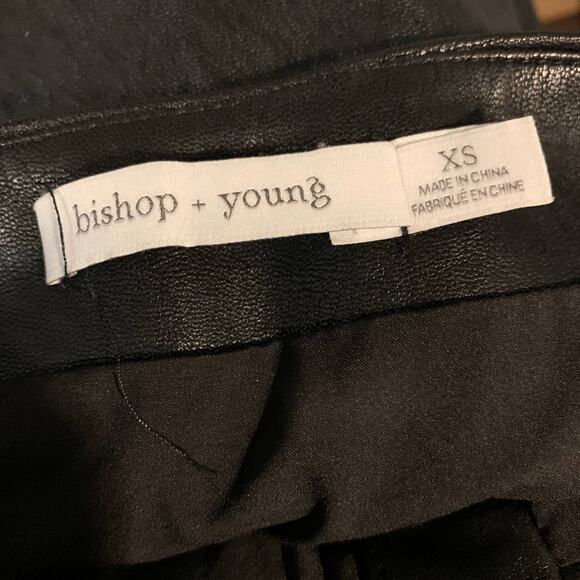 bishop + young
XS
MADE IN CHINA
FABRIQUÉ EN CHINE